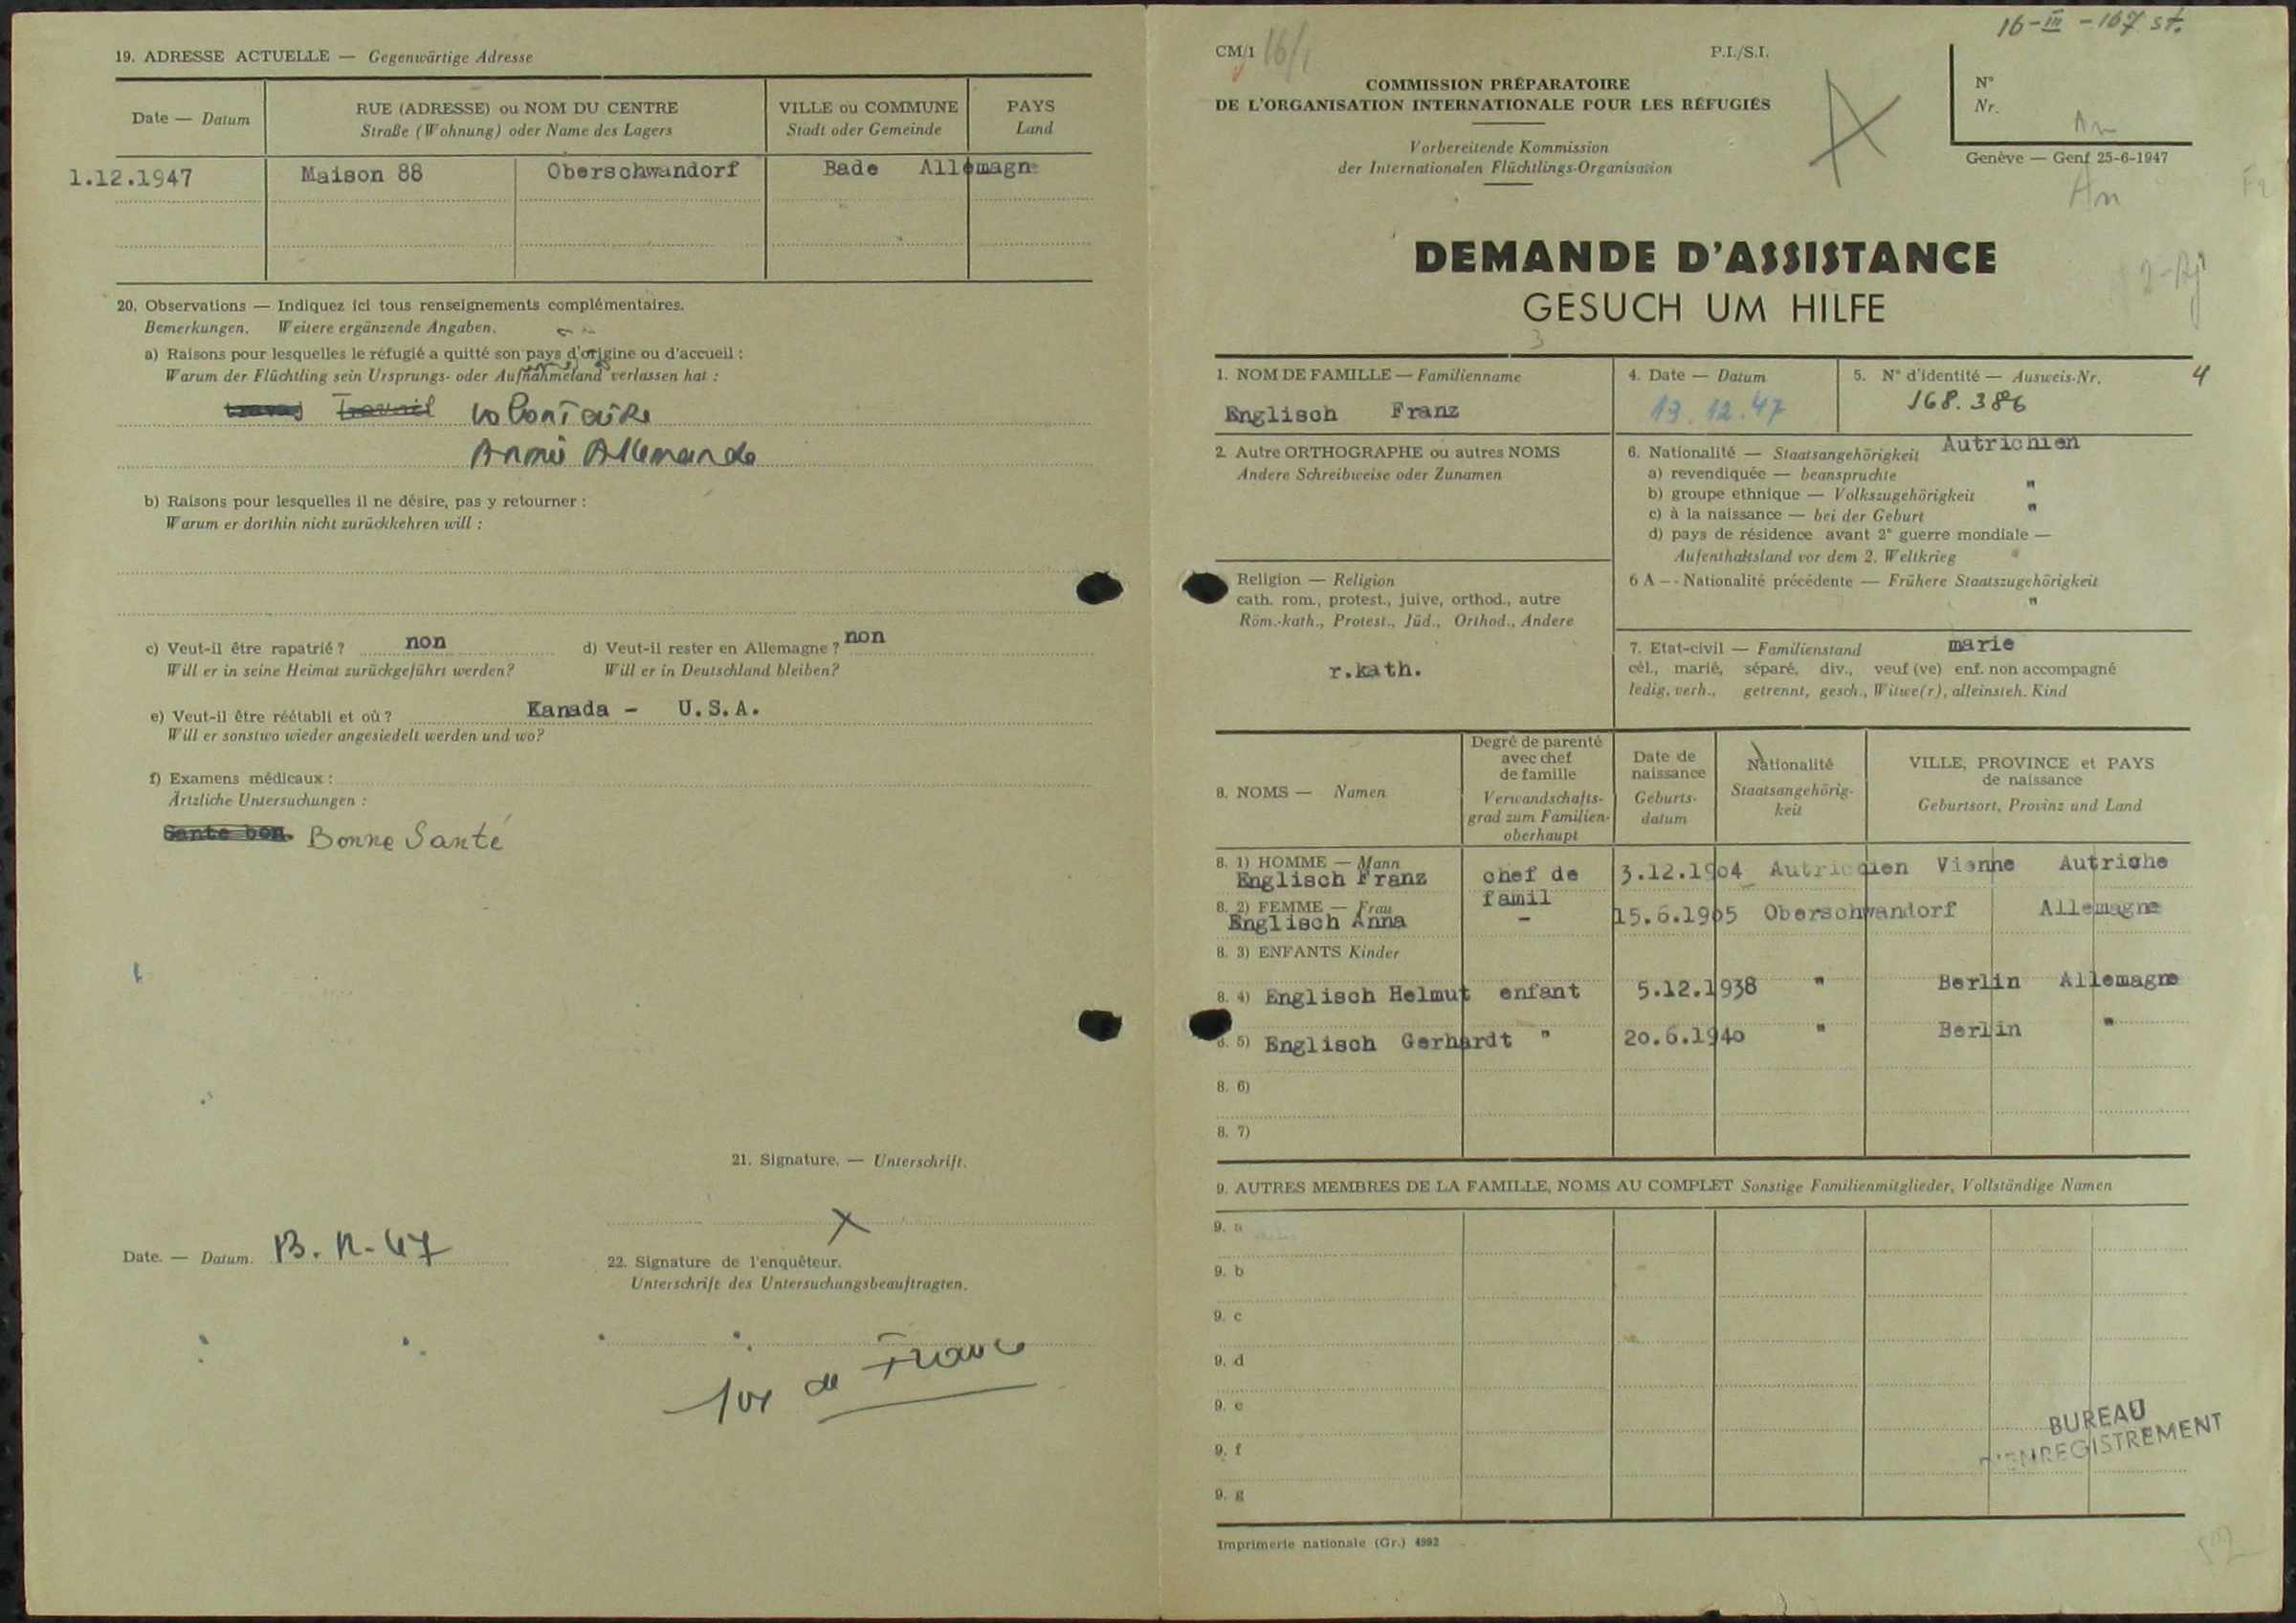 19. ADRESSE ACTUELLE — Gegenwärtige Adresse
Date — Datum
RUE (ADRESSE) ou NOM DU CENTRE
Straße (Wohnung) oder Name des Lagers
VILLE ou COMMUNE
Stadt oder Gemeinde
PAYS
Land
1.12.1947 Maison 88 Oberschwandorf Bade Allemagne
20. Observations — Indiquez ici tous renseignements complémentaires.
Bemerkungen. Weitere ergänzende Angaben.
a) Raisons pour lesquelles le réfugié a quitté son pays d'origine ou d'accueil :
Warum der Flüchtling sein Ursprungs- oder Aufnahmeland verlassen hat :
Travail volontaire
Armée Allemande
b) Raisons pour lesquelles il ne désire, pas y retourner :
Warum er dorthin nicht zurückkehren will :
c) Veut-il être rapatrié ? non d) Veut-il rester en Allemagne ? non
Will er in seine Heimat zurückgeführt werden? Will er in Deutschland bleiben?
e) Veut-il être réétabli et où ? Kanada - U.S.A.
Will er sonstwo wieder angesiedelt werden und wo?
f) Examens médicaux :
Ärtzliche Untersuchungen :
Sante bon. Bonne Santé
21. Signature. — Unterschrift.
X
Date. — Datum. 13. 12- 47
22. Signature de l'enquêteur.
Unterschrift des Untersuchungsbeauftragten.
de
16-III-167 st.
CM/1 16/1 P.I./S.I.
COMMISSION PRÉPARATOIRE
DE L'ORGANISATION INTERNATIONALE POUR LES RÉFUGIÉS
Vorbereitende Kommission
der Internationalen Flüchtlings-Organisation
N°
Nr.
An
Genève — Genf 25-6-1947
An
DEMANDE D'ASSISTANCE
GESUCH UM HILFE
3
1. NOM DE FAMILLE — Familienname
Englisch Franz
4. Date — Datum
13.12.47
5. N° d'identité — Ausweis-Nr. 4
168.386
2. Autre ORTHOGRAPHE ou autres NOMS
Andere Schreibweise oder Zunamen
6. Nationalité — Staatsangehörigkeit Autrichien
a) revendiquée — beanspruchte
b) groupe ethnique — Volkszugehörigkeit "
c) à la naissance — bei der Geburt "
d) pays de résidence avant 2e guerre mondiale —
Aufenthaltsland vor dem 2. Weltkrieg "
6 A — Nationalité précédente — Frühere Staatszugehörigkeit
"
Religion — Religion
cath. rom., protest., juive, orthod., autre
Röm.-kath., Protest., Jüd., Orthod., Andere
r.kath.
7. Etat-civil — Familienstand marie
cél., marié, séparé, div., veuf (ve) enf. non accompagné
ledig, verh., getrennt, gesch., Witwe(r), alleinsteh. Kind
8. NOMS — Namen
Degré de parenté
avec chef
de famille
Verwandschafts-
grad zum Familien-
oberhaupt
Date de
naissance
Geburts-
datum
Nationalité
Staatsangehörig-
keit
VILLE, PROVINCE et PAYS
de naissance
Geburtsort, Provinz und Land
8. 1) HOMME — Mann
Englisch Franz chef de famil 3.12.1904 Autricdien Vienne Autriche
8. 2) FEMME — Frau
Englisch Anna - 15.6.1905 Oberschwandorf Allemagne
8. 3) ENFANTS Kinder
8. 4) Englisch Helmut enfant 5.12.1938 " Berlin Allemagne
8. 5) Englisch Gerhardt " 20.6.1940 " Berlin "
8. 6)
8. 7)
9. AUTRES MEMBRES DE LA FAMILLE, NOMS AU COMPLET Sonstige Familienmitglieder, Vollständige Namen
9. a
9. b
9. c
9. d
9. e
9. f
9. g
BUREAU
D'ENREGISTREMENT
Imprimerie nationale (Gr.) 4992